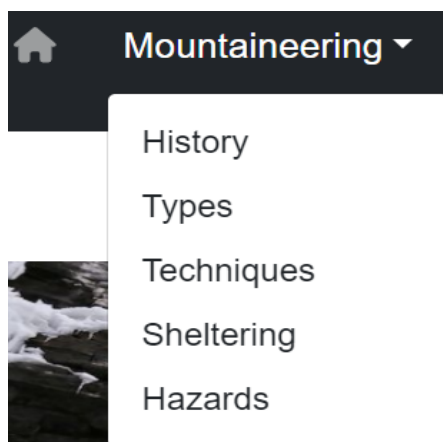 Mountaineering
History
Types
Techniques
Sheltering
Hazards